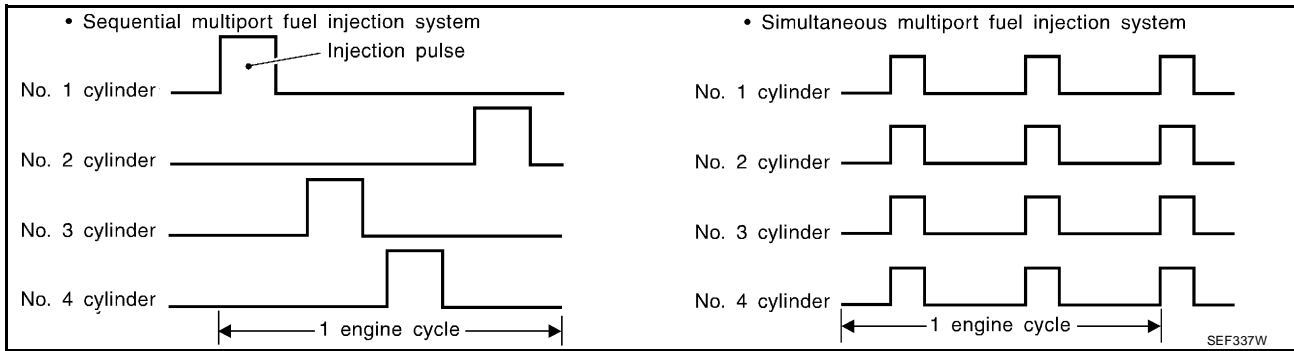 • Sequential multiport fuel injection system
Injection pulse
No. 1 cylinder
No. 2 cylinder
No. 3 cylinder
No. 4 cylinder
1 engine cycle
• Simultaneous multiport fuel injection system
No. 1 cylinder
No. 2 cylinder
No. 3 cylinder
No. 4 cylinder
1 engine cycle
SEF337W